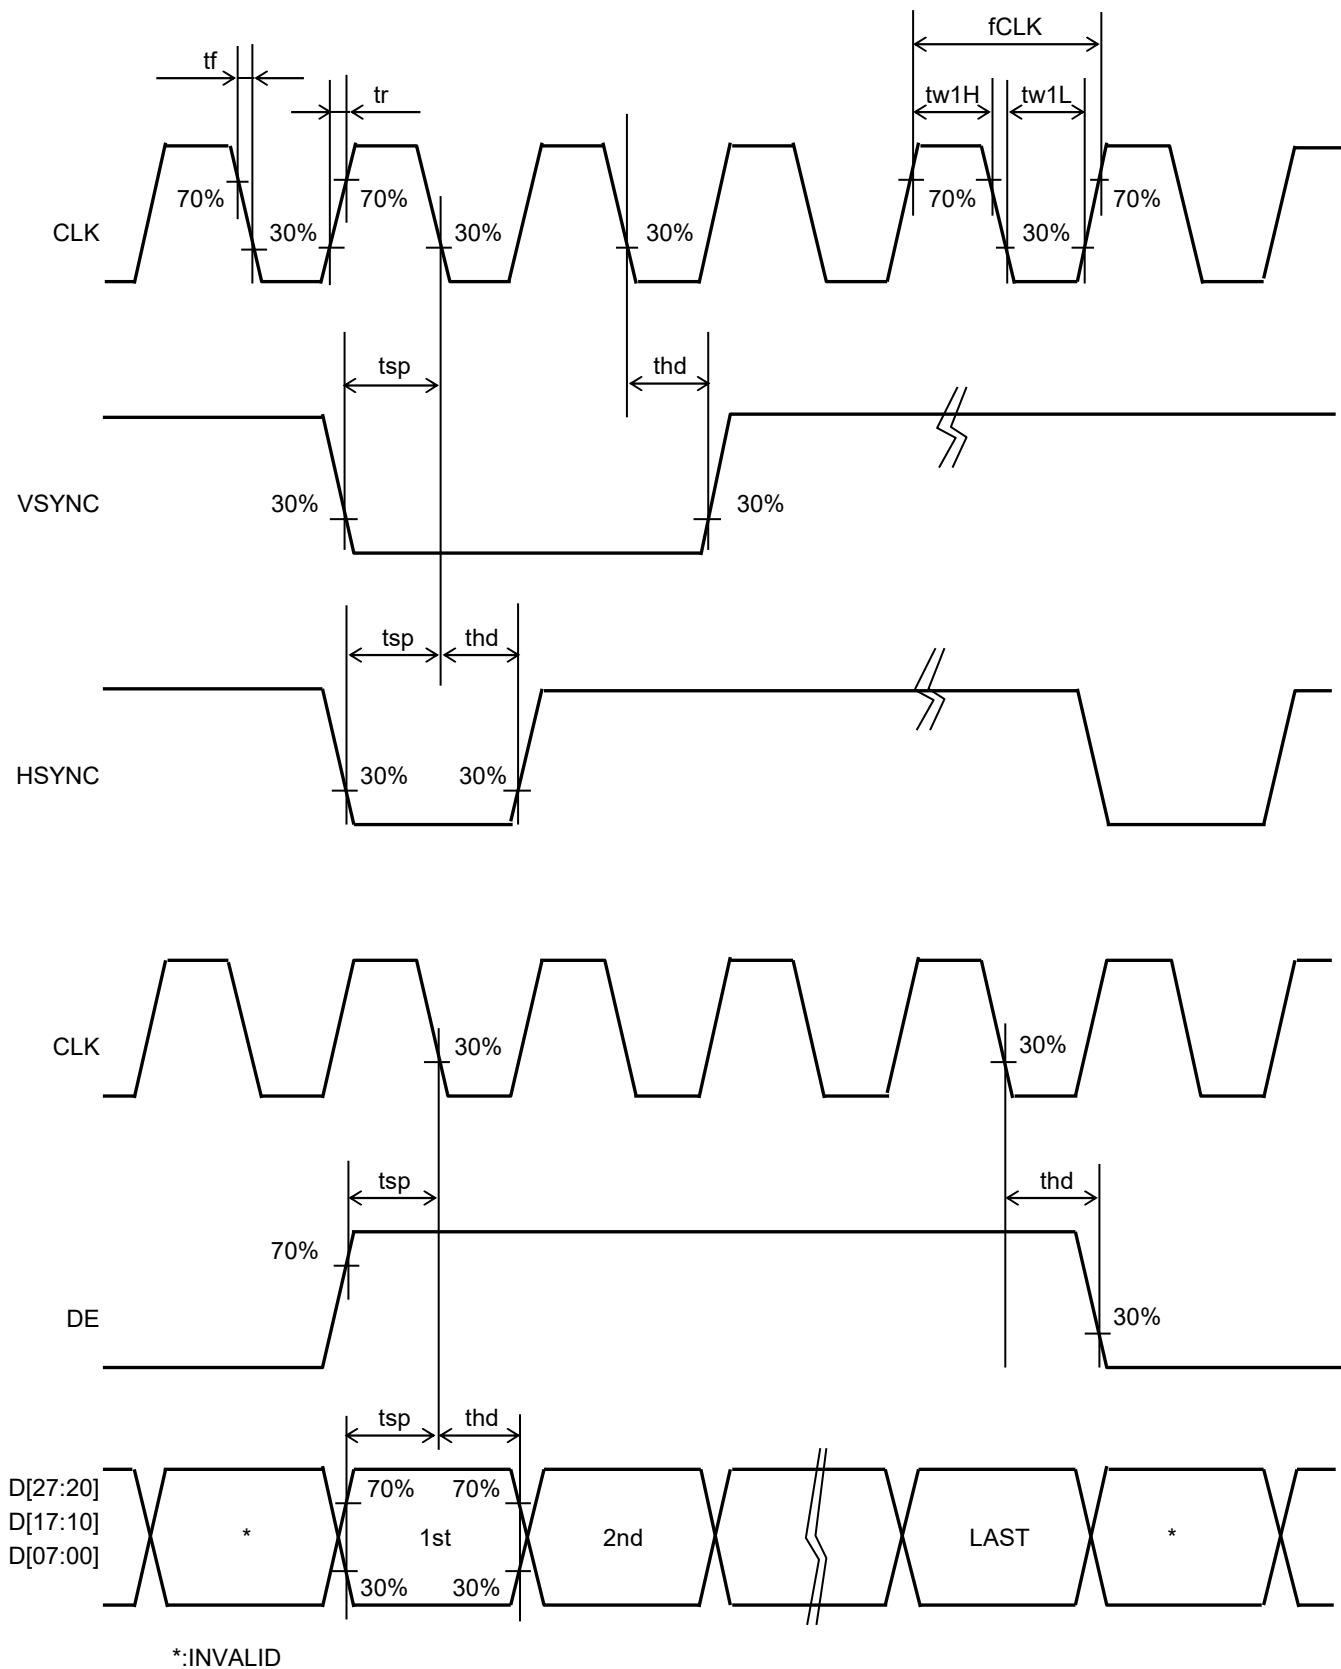 fCLK
tf
tr
tw1H tw1L
70% 70% 70% 70%
CLK 30% 30% 30% 30%
tsp thd
VSYNC 30% 30%
tsp thd
HSYNC 30% 30%
CLK 30% 30%
tsp thd
70%
DE 30%
tsp thd
D[27:20] 70% 70%
D[17:10] * 1st 2nd LAST *
D[07:00] 30% 30%
*:INVALID